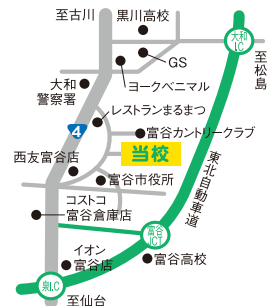 至古川
黒川高校
大和
IC
至松島
GS
ヨークベニマル
大和
警察署
レストランまるまつ
4
富谷カントリークラブ
当校
西友富谷店
富谷市役所
東北自動車道
コストコ
富谷倉庫店
富谷
JCT
イオン
富谷店
富谷高校
泉I.C
至仙台